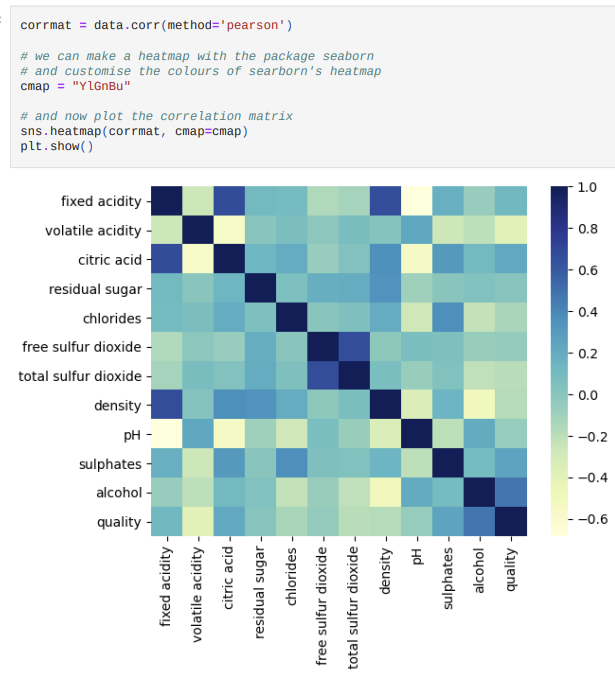 corrmat = data.corr(method='pearson')
# we can make a heatmap with the package seaborn
# and customise the colours of searborn's heatmap
cmap = "YlGnBu"
# and now plot the correlation matrix
sns.heatmap(corrmat, cmap=cmap)
plt.show()
fixed acidity
volatile acidity
citric acid
residual sugar
chlorides
free sulfur dioxide
total sulfur dioxide
density
pH
sulphates
alcohol
quality
fixed acidity
volatile acidity
citric acid
residual sugar
chlorides
free sulfur dioxide
total sulfur dioxide
density
pH
sulphates
alcohol
quality
1.0
0.8
0.6
0.4
0.2
0.0
−0.2
−0.4
−0.6